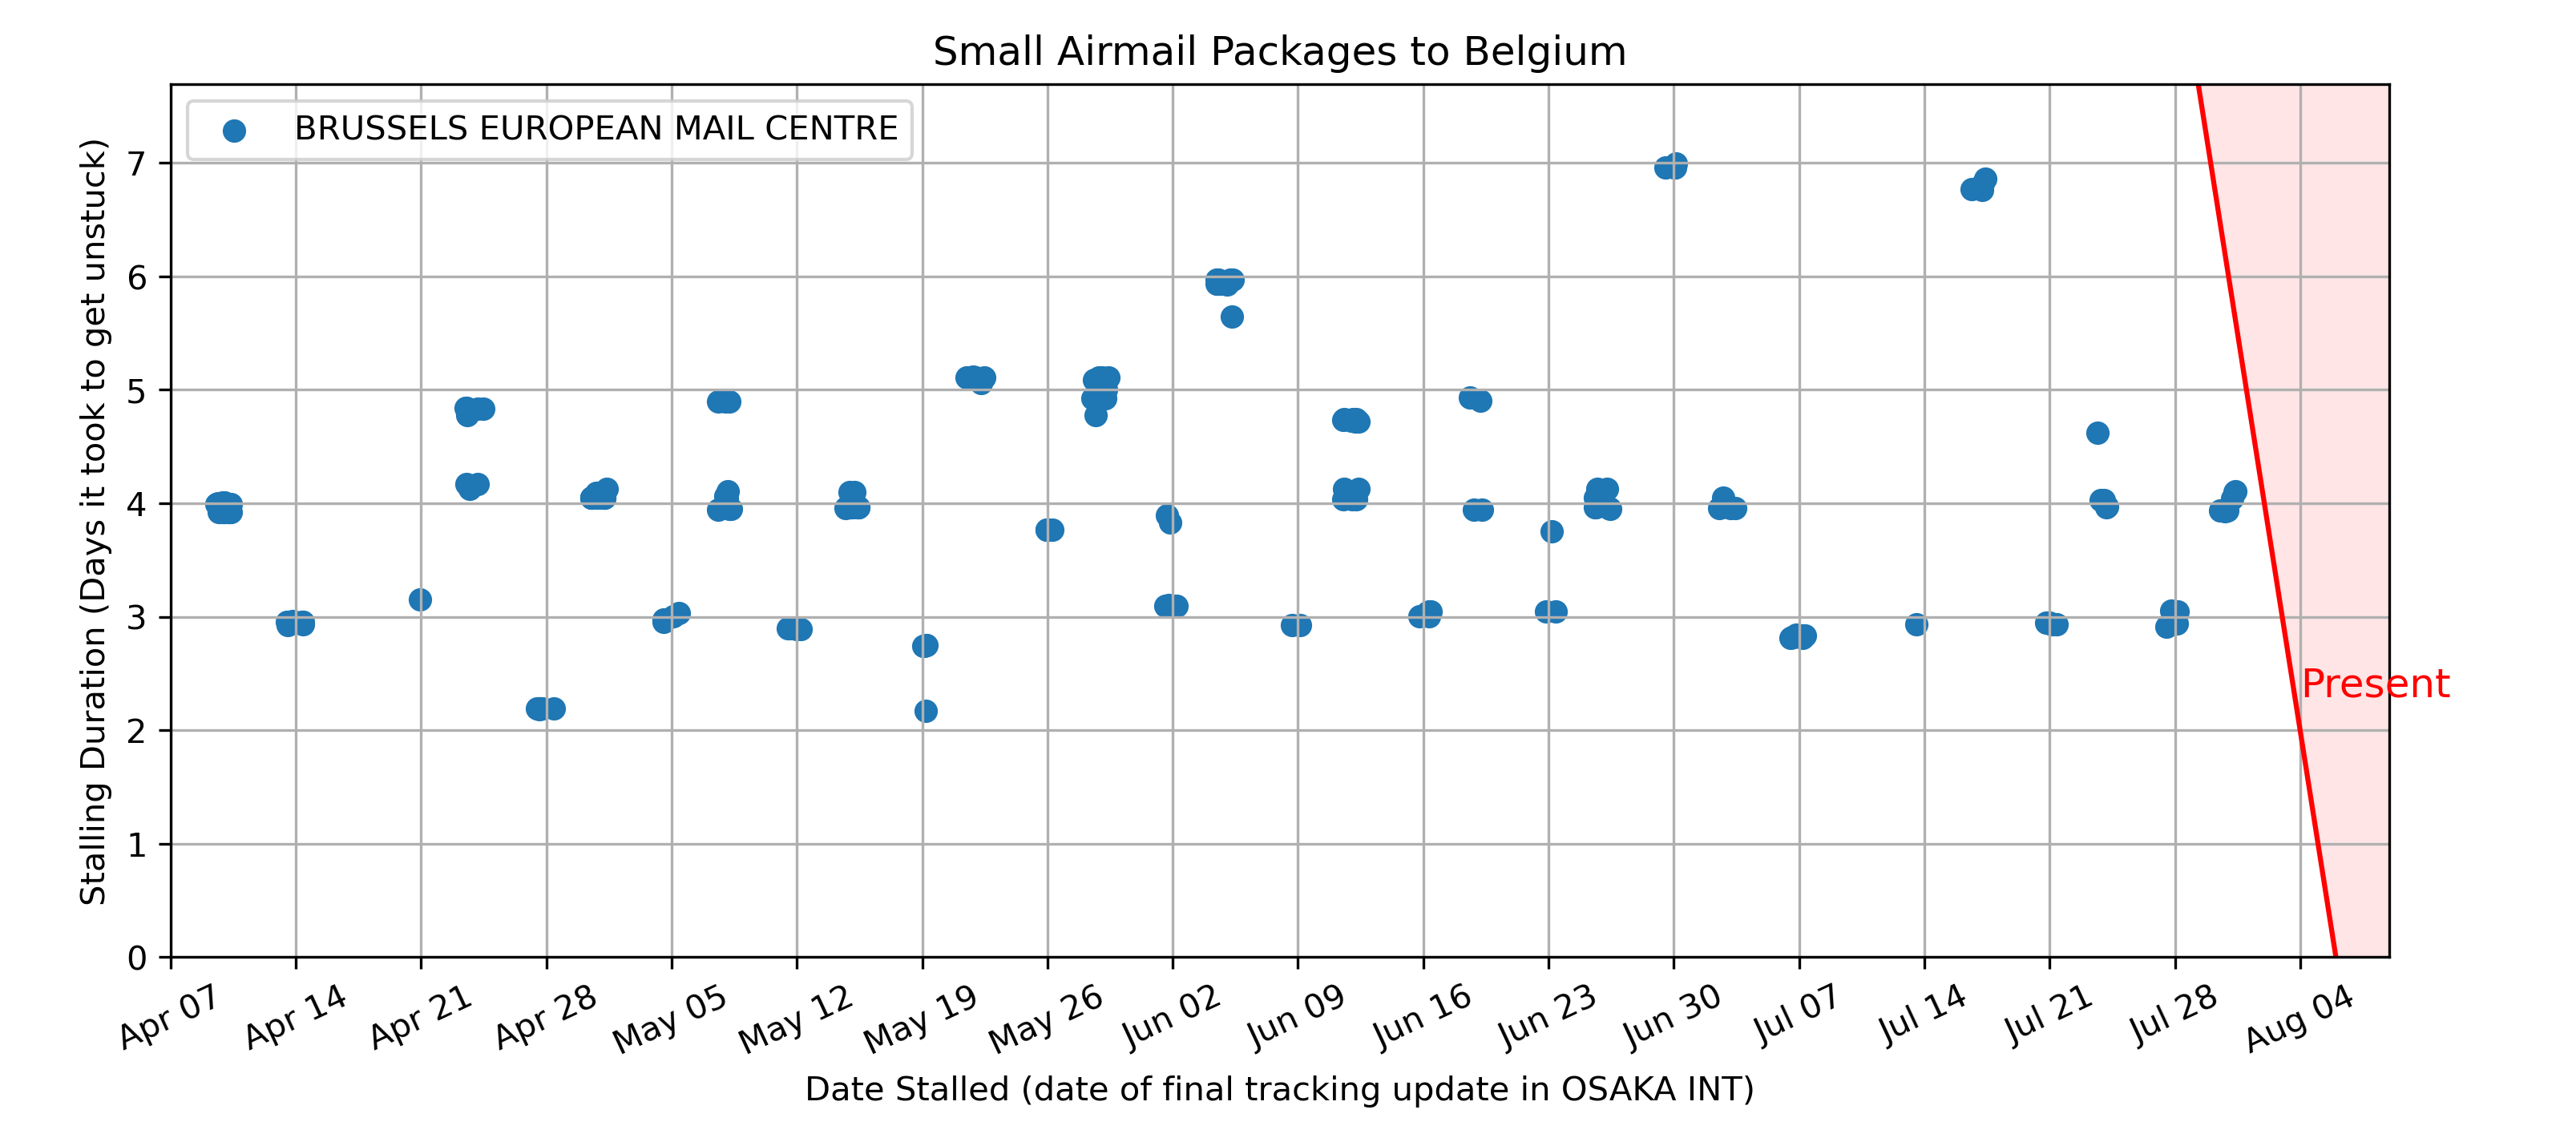 Small Airmail Packages to Belgium
BRUSSELS EUROPEAN MAIL CENTRE
Stalling Duration (Days it took to get unstuck)
7
6
5
4
3
2
1
0
Present
Apr 07
Apr 14
Apr 21
Apr 28
May 05
May 12
May 19
May 26
Jun 02
Jun 09
Jun 16
Jun 23
Jun 30
Jul 07
Jul 14
Jul 21
Jul 28
Aug 04
Date Stalled (date of final tracking update in OSAKA INT)